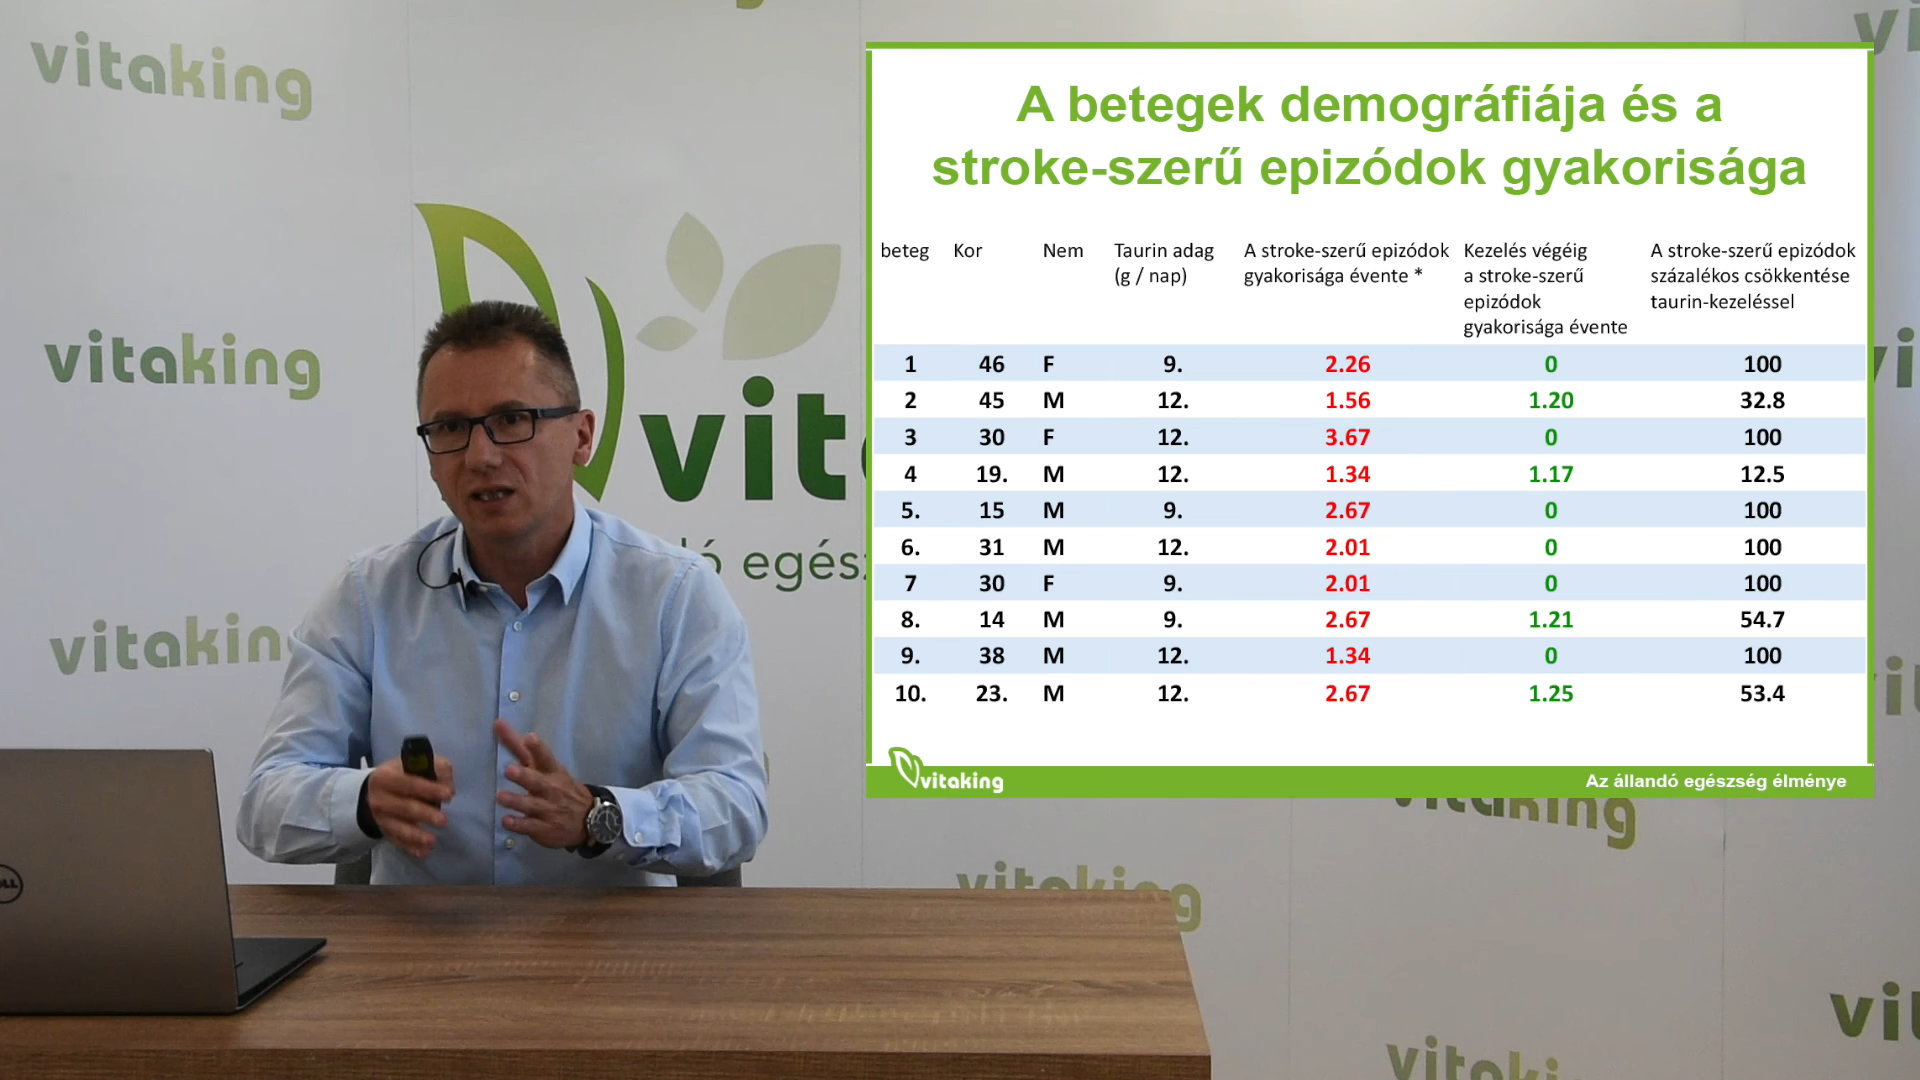 vitaking
vitaking
vitakin
vit
ó egész
A betegek demográfiája és a
stroke-szerű epizódok gyakorisága
beteg Kor Nem Taurin adag (g / nap) A stroke-szerű epizódok gyakorisága évente * Kezelés végéig a stroke-szerű epizódok gyakorisága évente A stroke-szerű epizódok százalékos csökkentése taurin-kezeléssel
1 46 F 9. 2.26 0 100
2 45 M 12. 1.56 1.20 32.8
3 30 F 12. 3.67 0 100
4 19. M 12. 1.34 1.17 12.5
5. 15 M 9. 2.67 0 100
6. 31 M 12. 2.01 0 100
7 30 F 9. 2.01 0 100
8. 14 M 9. 2.67 1.21 54.7
9. 38 M 12. 1.34 0 100
10. 23. M 12. 2.67 1.25 53.4
vitaking
Az állandó egészség élménye
vitaking
vitaking
vitaki
vit